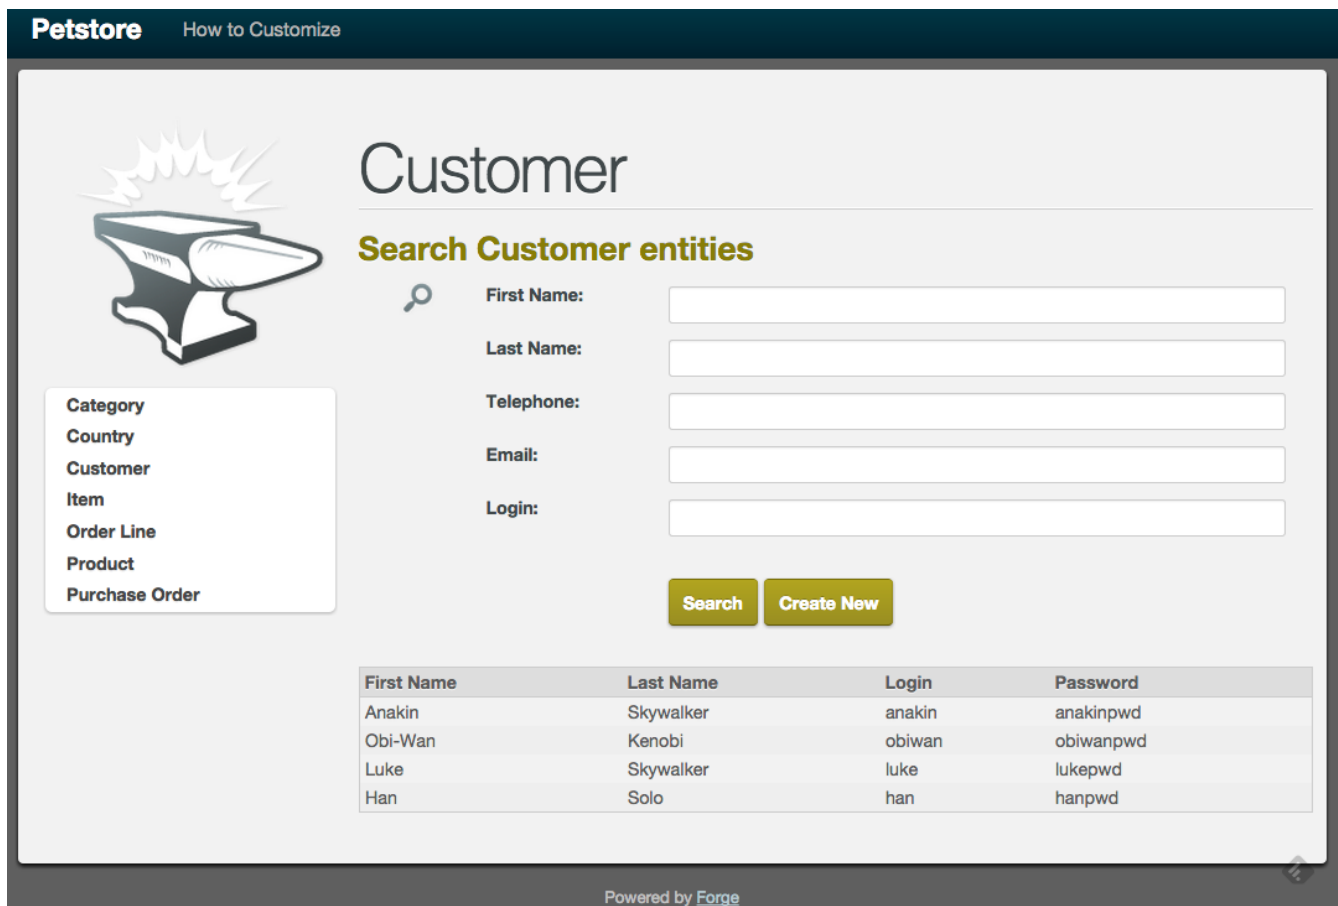 Petstore How to Customize
Customer
Search Customer entities
First Name:
Last Name:
Telephone:
Email:
Login:
Category
Country
Customer
Item
Order Line
Product
Purchase Order
Search Create New
First Name Last Name Login Password
Anakin Skywalker anakin anakinpwd
Obi-Wan Kenobi obiwan obiwanpwd
Luke Skywalker luke lukepwd
Han Solo han hanpwd
Powered by Forge